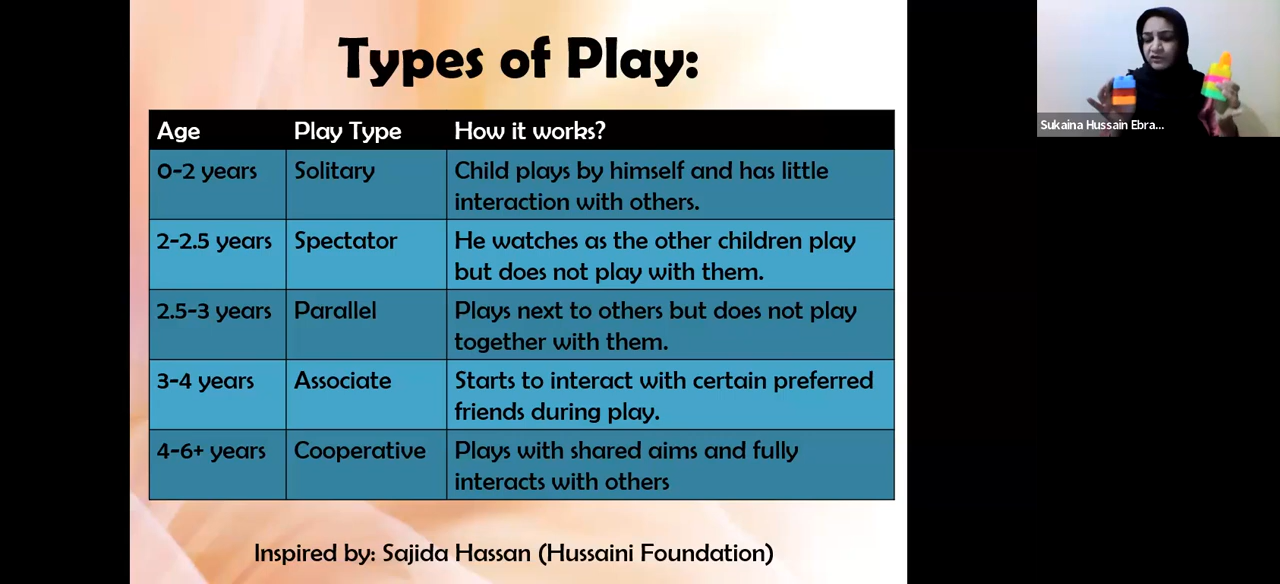 Types of Play:
Age Play Type How it works?
0-2 years Solitary Child plays by himself and has little
interaction with others.
2-2.5 years Spectator He watches as the other children play
but does not play with them.
2.5-3 years Parallel Plays next to others but does not play
together with them.
3-4 years Associate Starts to interact with certain preferred
friends during play.
4-6+ years Cooperative Plays with shared aims and fully
interacts with others
Inspired by: Sajida Hassan (Hussaini Foundation)
Sukaina Hussain Ebra...